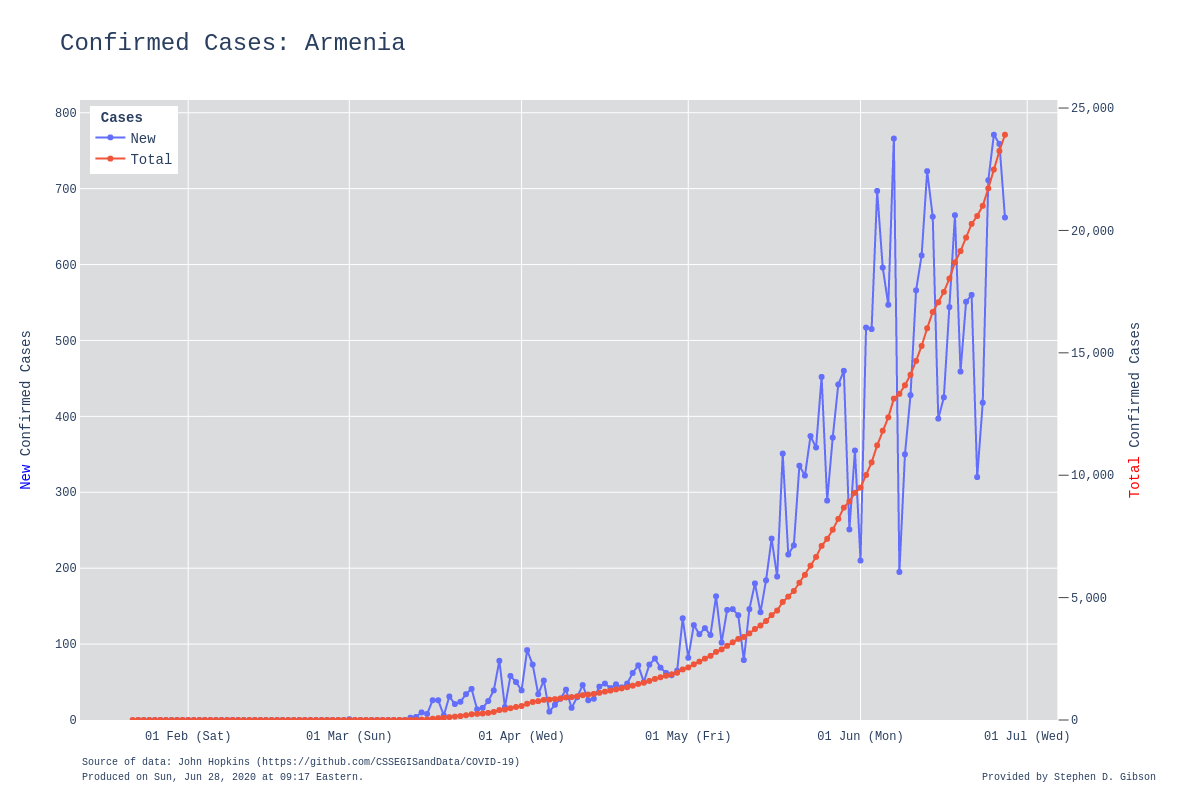 Confirmed Cases: Armenia
Cases
New
Total
800
700
600
500
400
300
200
100
0
New Confirmed Cases
25,000
20,000
15,000
10,000
5,000
0
Total Confirmed Cases
01 Feb (Sat)
01 Mar (Sun)
01 Apr (Wed)
01 May (Fri)
01 Jun (Mon)
01 Jul (Wed)
Source of data: John Hopkins (https://github.com/CSSEGISandData/COVID-19)
Produced on Sun, Jun 28, 2020 at 09:17 Eastern.
Provided by Stephen D. Gibson